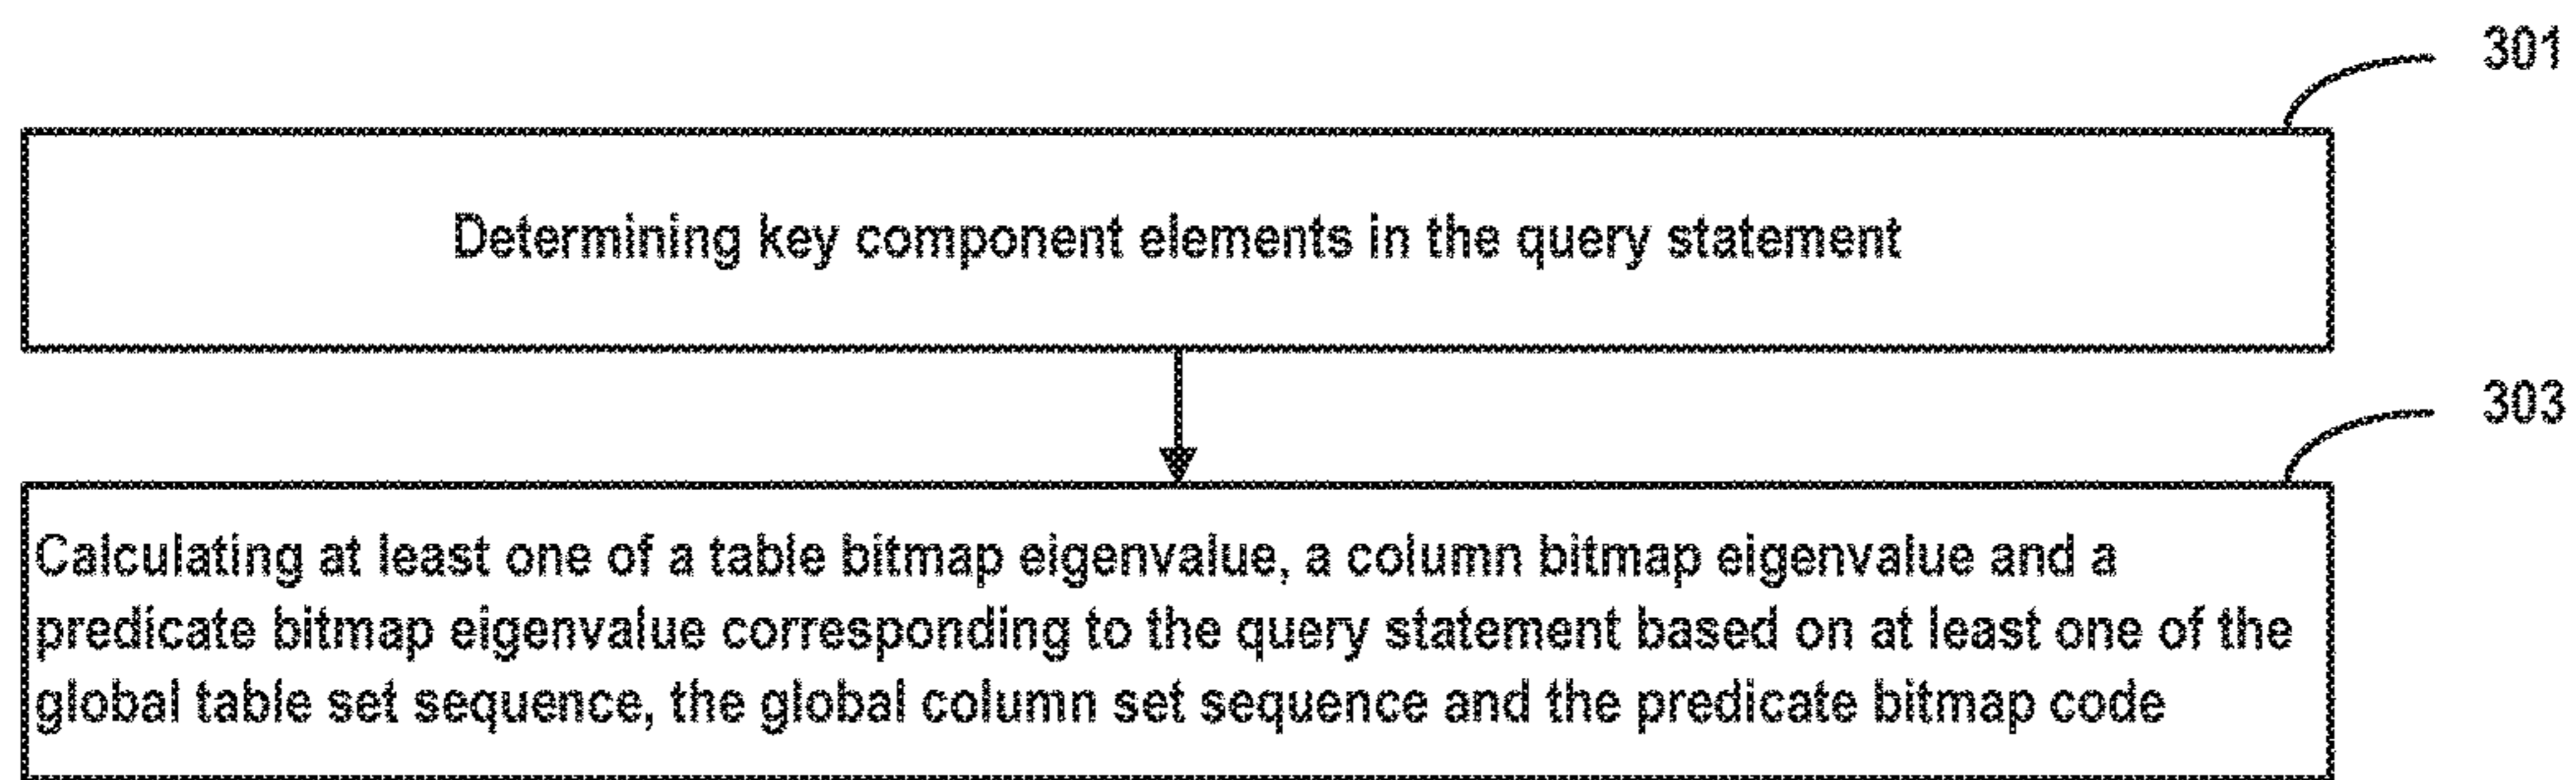 301
Determining key component elements in the query statement
303
Calculating at least one of a table bitmap eigenvalue, a column bitmap eigenvalue and a
predicate bitmap eigenvalue corresponding to the query statement based on at least one of the
global table set sequence, the global column set sequence and the predicate bitmap code